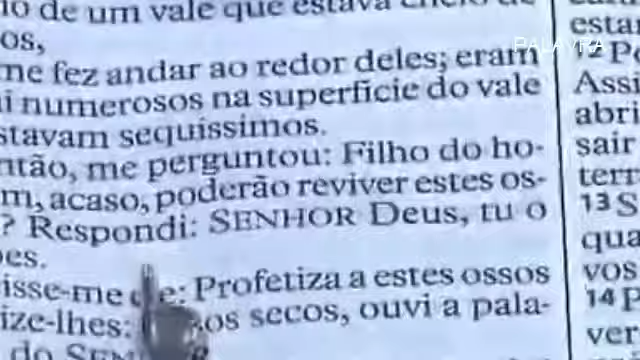 de um vale que estava cheio de
os,
me fez andar ao redor deles; eram
numerosos na superfície do vale
stavam sequíssimos.
ntão, me perguntou: Filho do ho-
m, acaso, poderão reviver estes os-
? Respondi: SENHOR Deus, tu o
es.
isse-me Profetiza a estes ossos
ize-lhes: secos, ouvi a pala-
do
PALAVRA
estar
12 Po
Assi
abri
sair
terr
13 S
qua
vos
14 E
ver